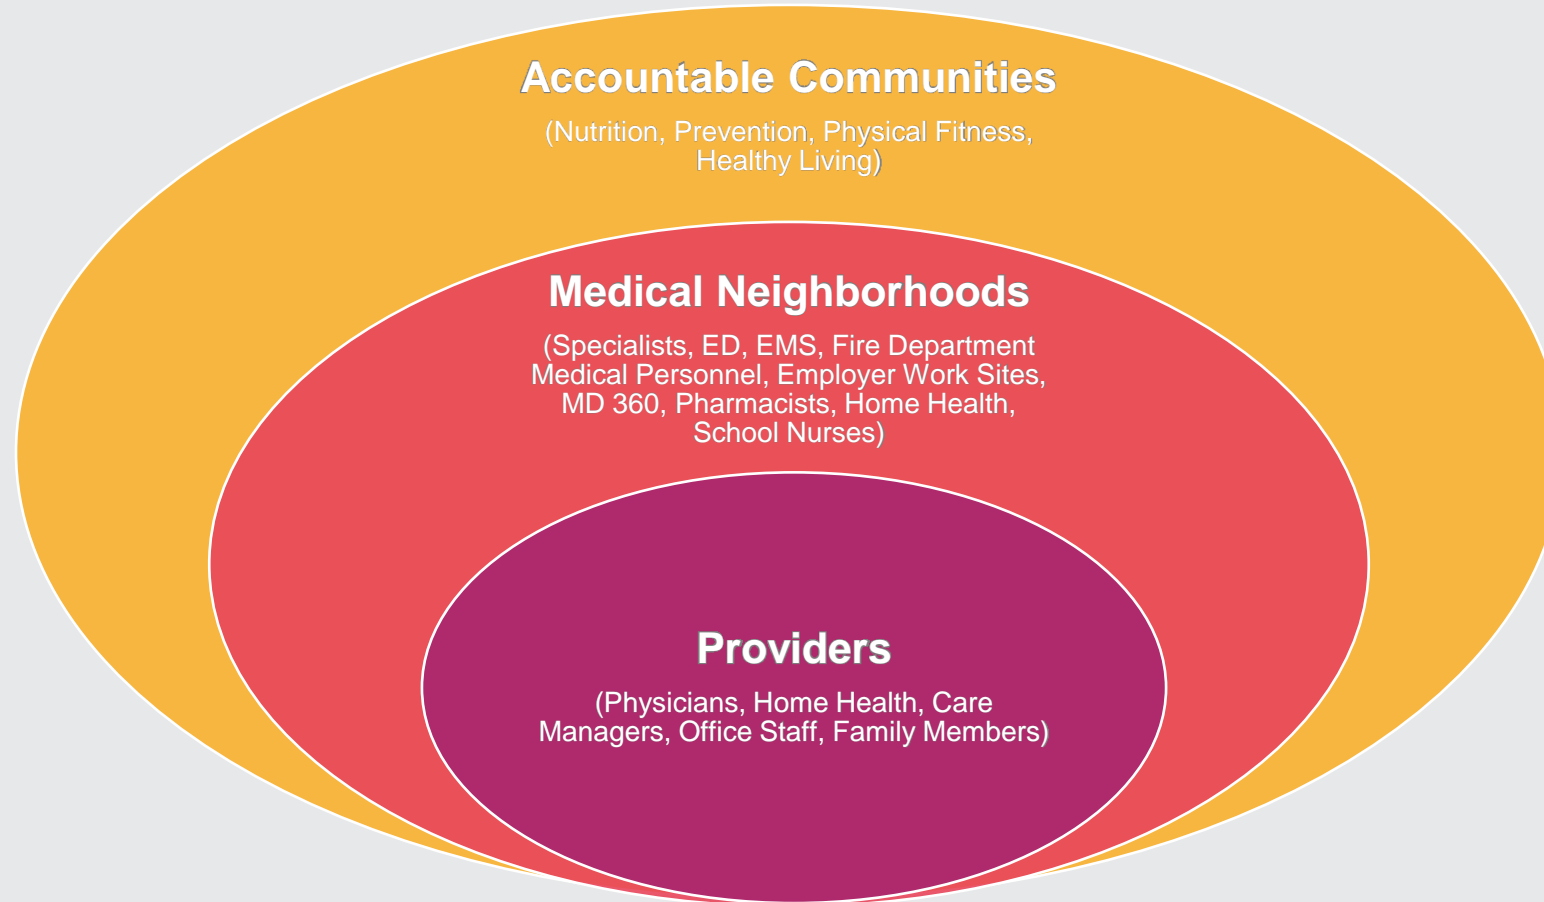 Accountable Communities
(Nutrition, Prevention, Physical Fitness,
Healthy Living)
Medical Neighborhoods
(Specialists, ED, EMS, Fire Department
Medical Personnel, Employer Work Sites,
MD 360, Pharmacists, Home Health,
School Nurses)
Providers
(Physicians, Home Health, Care
Managers, Office Staff, Family Members)